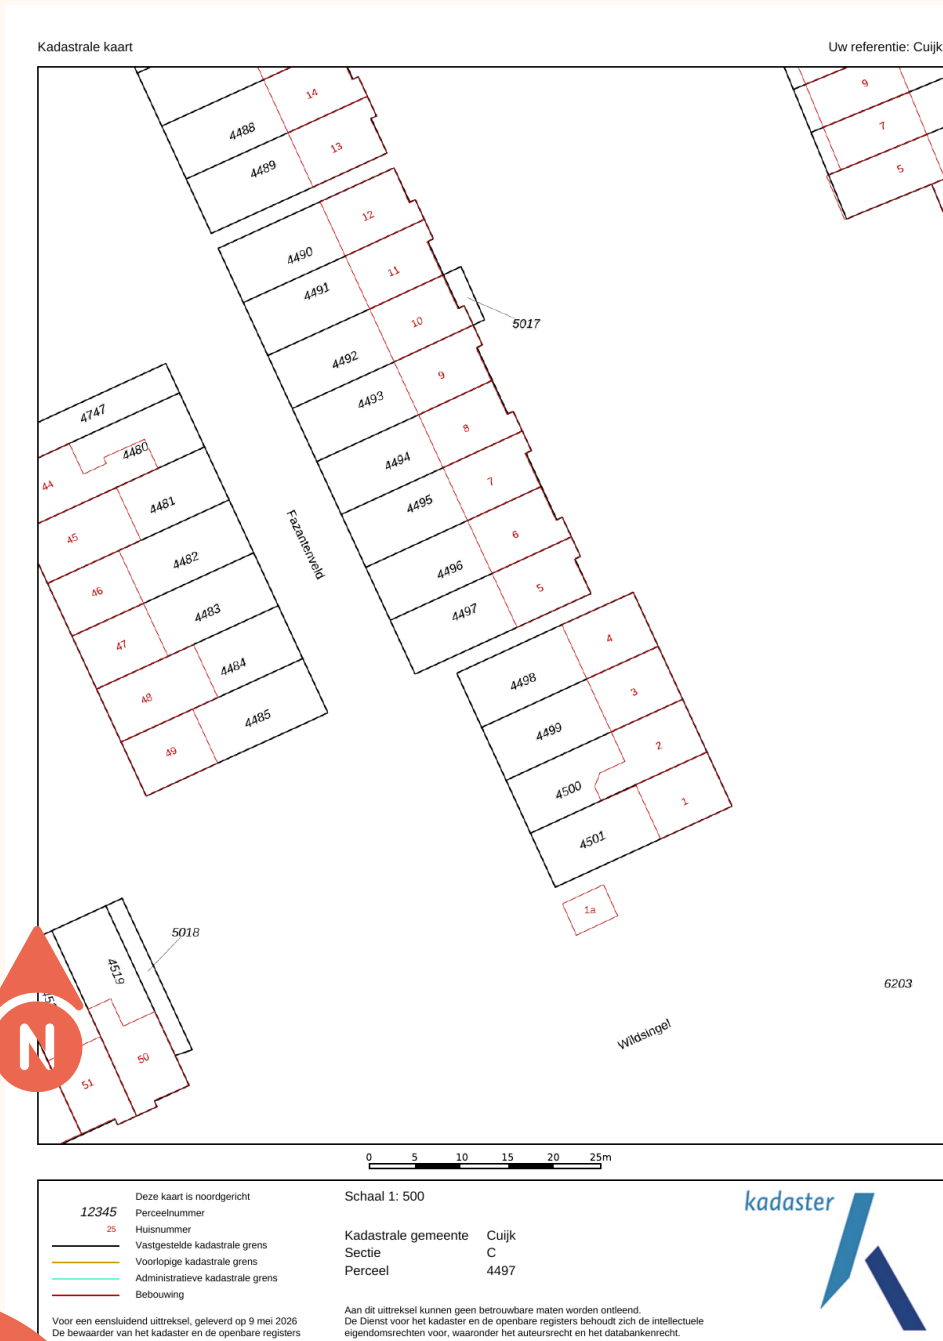 Kadastrale kaart
Uw referentie: Cuijk
14
9
4488
7
13
4489
5
12
4490
11
4491
10
5017
4492
9
4493
4747
8
4480
4494
44
7
4481
4495
45
6
Fazantenveld
4482
4496
5
46
4497
4483
4
47
4484
4498
3
48
4485
4499
2
49
4500
1
4501
1a
5018
4519
6203
N
Wildsingel
50
51
0 5 10 15 20 25m
Deze kaart is noordgericht
12345 Perceelnummer
25 Huisnummer
Vastgestelde kadastrale grens
Voorlopige kadastrale grens
Administratieve kadastrale grens
Bebouwing
Voor een eensluidend uittreksel, geleverd op 9 mei 2026
De bewaarder van het kadaster en de openbare registers
Schaal 1: 500
Kadastrale gemeente Cuijk
Sectie C
Perceel 4497
Aan dit uittreksel kunnen geen betrouwbare maten worden ontleend.
De Dienst voor het kadaster en de openbare registers behoudt zich de intellectuele
eigendomsrechten voor, waaronder het auteursrecht en het databankenrecht.
kadaster